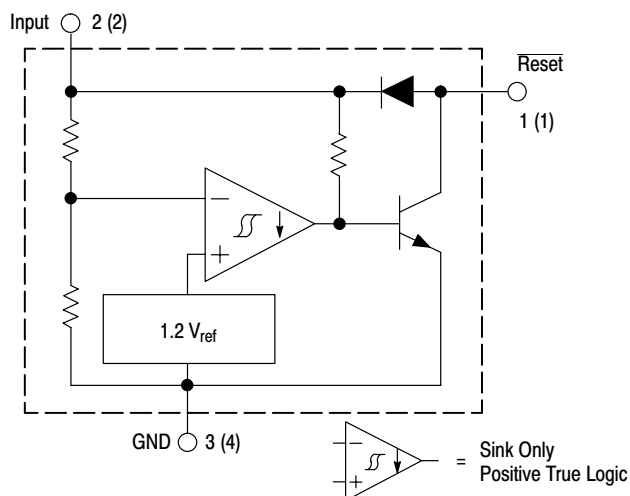 Input 2 (2)
Reset
1 (1)
−
+
1.2 Vref
GND 3 (4)
−
+
= Sink Only
Positive True Logic